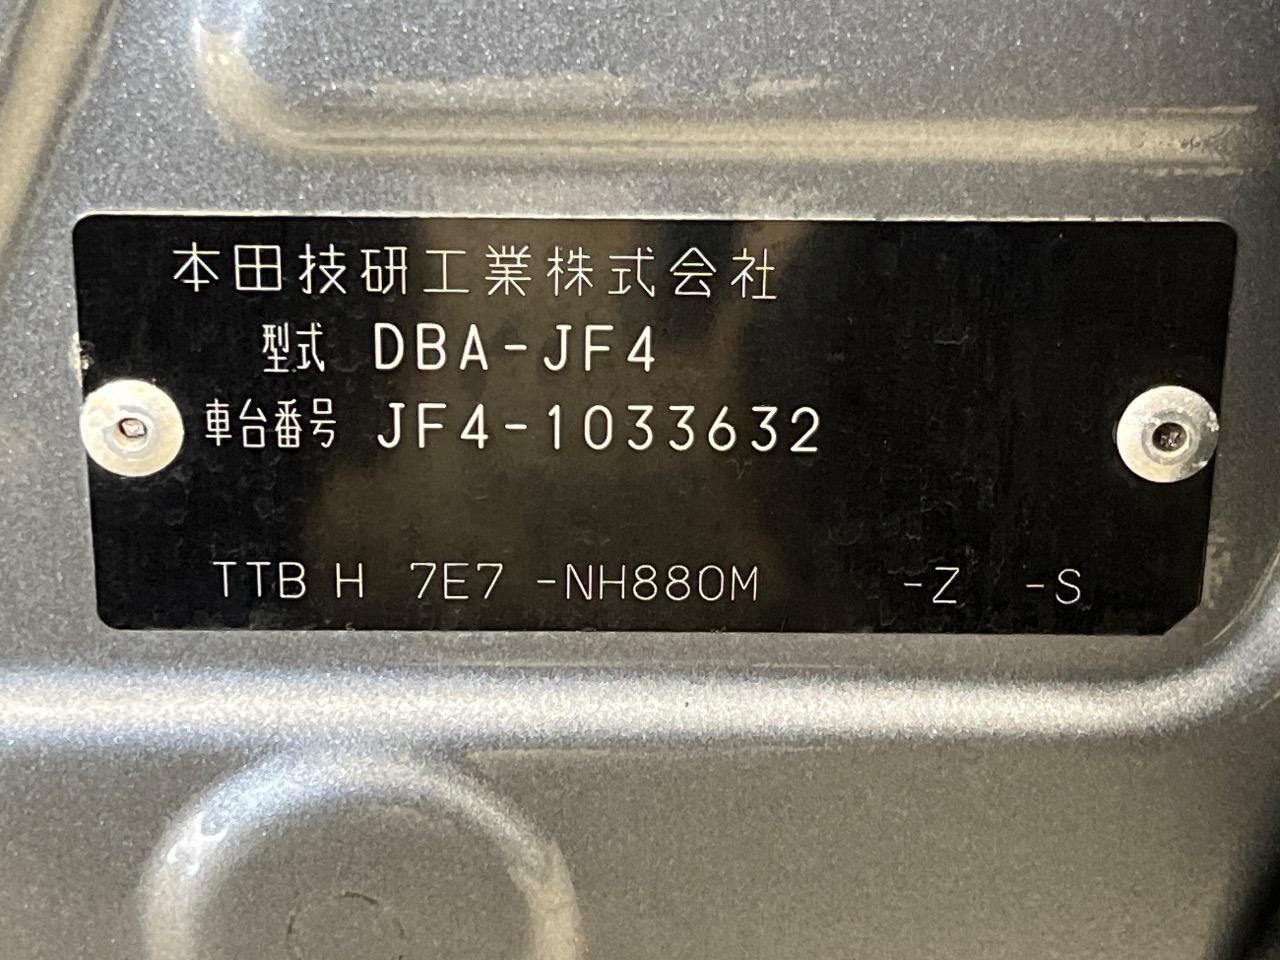 本田技研工業株式会社
型式 DBA-JF4
車台番号 JF4-1033632
TTB H 7E7 -NH880M -Z -S